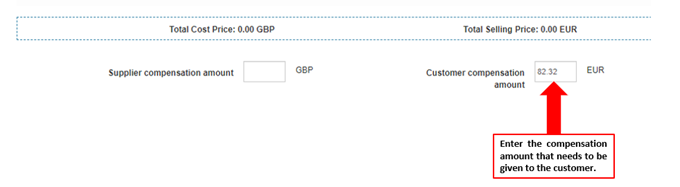 Total Cost Price: 0.00 GBP
Total Selling Price: 0.00 EUR
Supplier compensation amount
GBP
Customer compensation
amount
82.32
EUR
Enter the compensation
amount that needs to be
given to the customer.